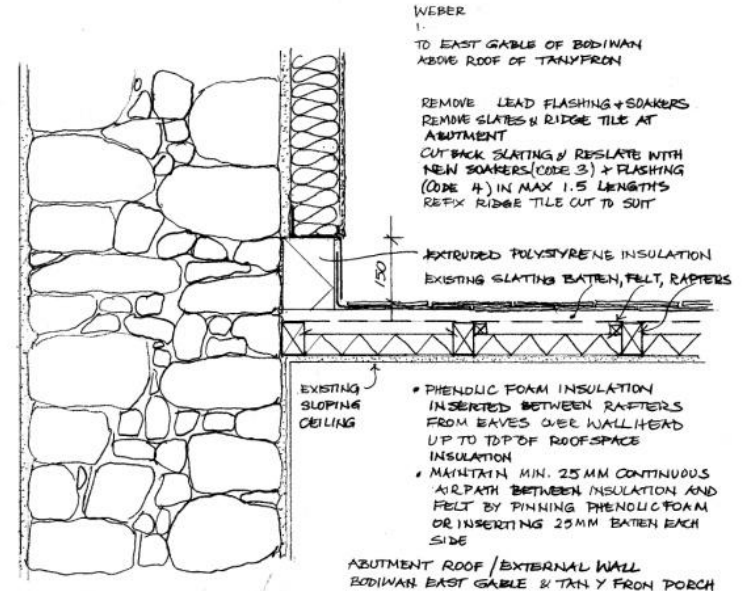 WEBER
1.
TO EAST GABLE OF BODIWAN
ABOVE ROOF OF TANYFRON
REMOVE LEAD FLASHING & SOAKERS
REMOVE SLATES & RIDGE TILE AT
ABUTMENT
CUT BACK SLATING & RESLATE WITH
NEW SOAKERS (CODE 3) + FLASHING
(CODE 4) IN MAX 1.5 LENGTHS
REFIX RIDGE TILE CUT TO SUIT
EXTRUDED POLYSTYRENE INSULATION
150
EXISTING SLATING BATTEN, FELT, RAFTERS
EXISTING
SLOPING
CEILING
• PHENOLIC FOAM INSULATION
INSERTED BETWEEN RAFTERS
FROM EAVES OVER WALLHEAD
UP TO TOP OF ROOFSPACE
INSULATION
• MAINTAIN MIN. 25MM CONTINUOUS
AIRPATH BETWEEN INSULATION AND
FELT BY PINNING PHENOLIC FOAM
OR INSERTING 25MM BATTEN EACH
SIDE
ABUTMENT ROOF / EXTERNAL WALL
BODIWAN EAST GABLE & TAN Y FRON PORCH